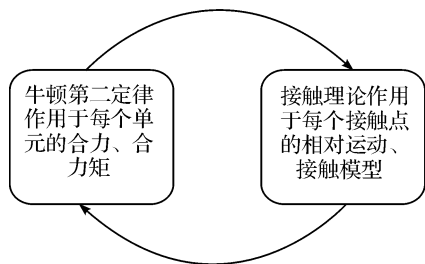 牛顿第二定律
作用于每个单
元的合力、合
力矩
接触理论作用
于每个接触点
的相对运动、
接触模型